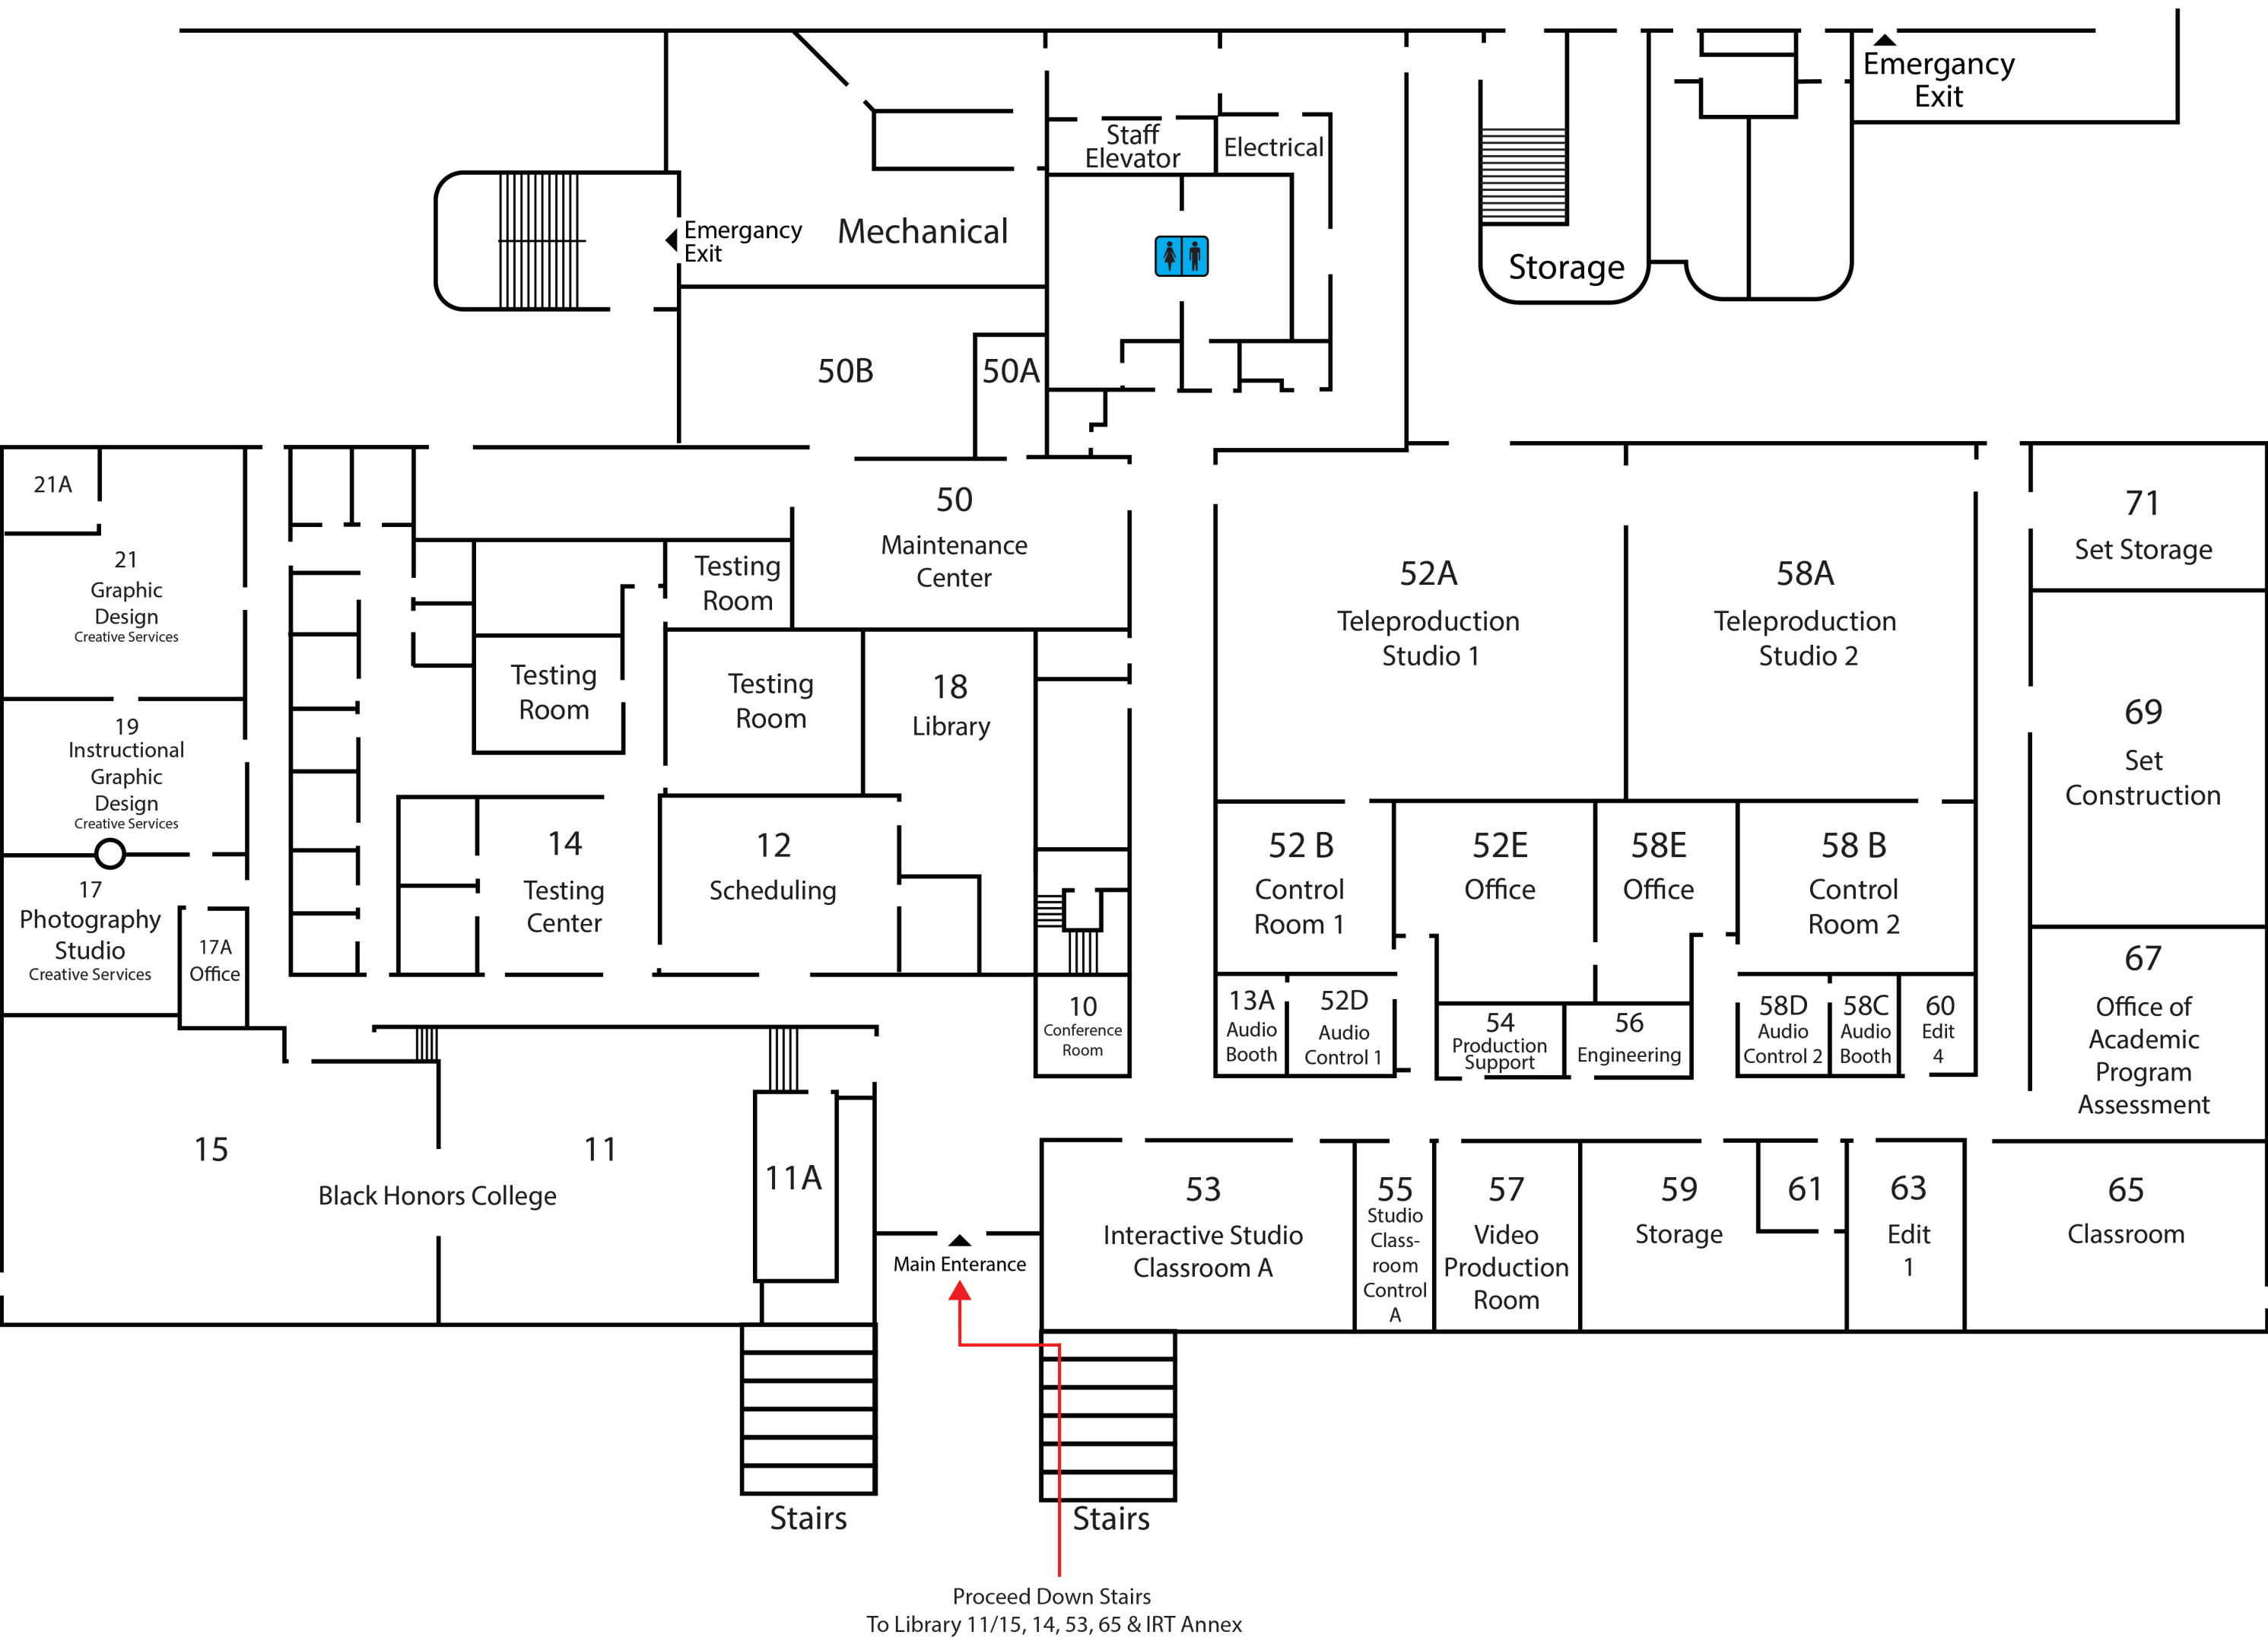 Emergancy
Exit
Staff
Elevator
Electrical
Emergancy
Exit
Mechanical
Storage
50B
50A
21A
50
Maintenance
Center
71
Set Storage
21
Graphic
Design
Creative Services
Testing
Room
52A
Teleproduction
Studio 1
58A
Teleproduction
Studio 2
Testing
Room
Testing
Room
18
Library
19
Instructional
Graphic
Design
Creative Services
69
Set
Construction
14
Testing
Center
12
Scheduling
52 B
Control
Room 1
52E
Office
58E
Office
58 B
Control
Room 2
17
Photography
Studio
Creative Services
17A
Office
67
Office of
Academic
Program
Assessment
10
Conference
Room
13A
Audio
Booth
52D
Audio
Control 1
54
Production
Support
56
Engineering
58D
Audio
Control 2
58C
Audio
Booth
60
Edit
4
15
11
Black Honors College
11A
53
Interactive Studio
Classroom A
55
Studio
Class-
room
Control
A
57
Video
Production
Room
59
Storage
61
63
Edit
1
65
Classroom
Main Enterance
Stairs
Stairs
Proceed Down Stairs
To Library 11/15, 14, 53, 65 & IRT Annex